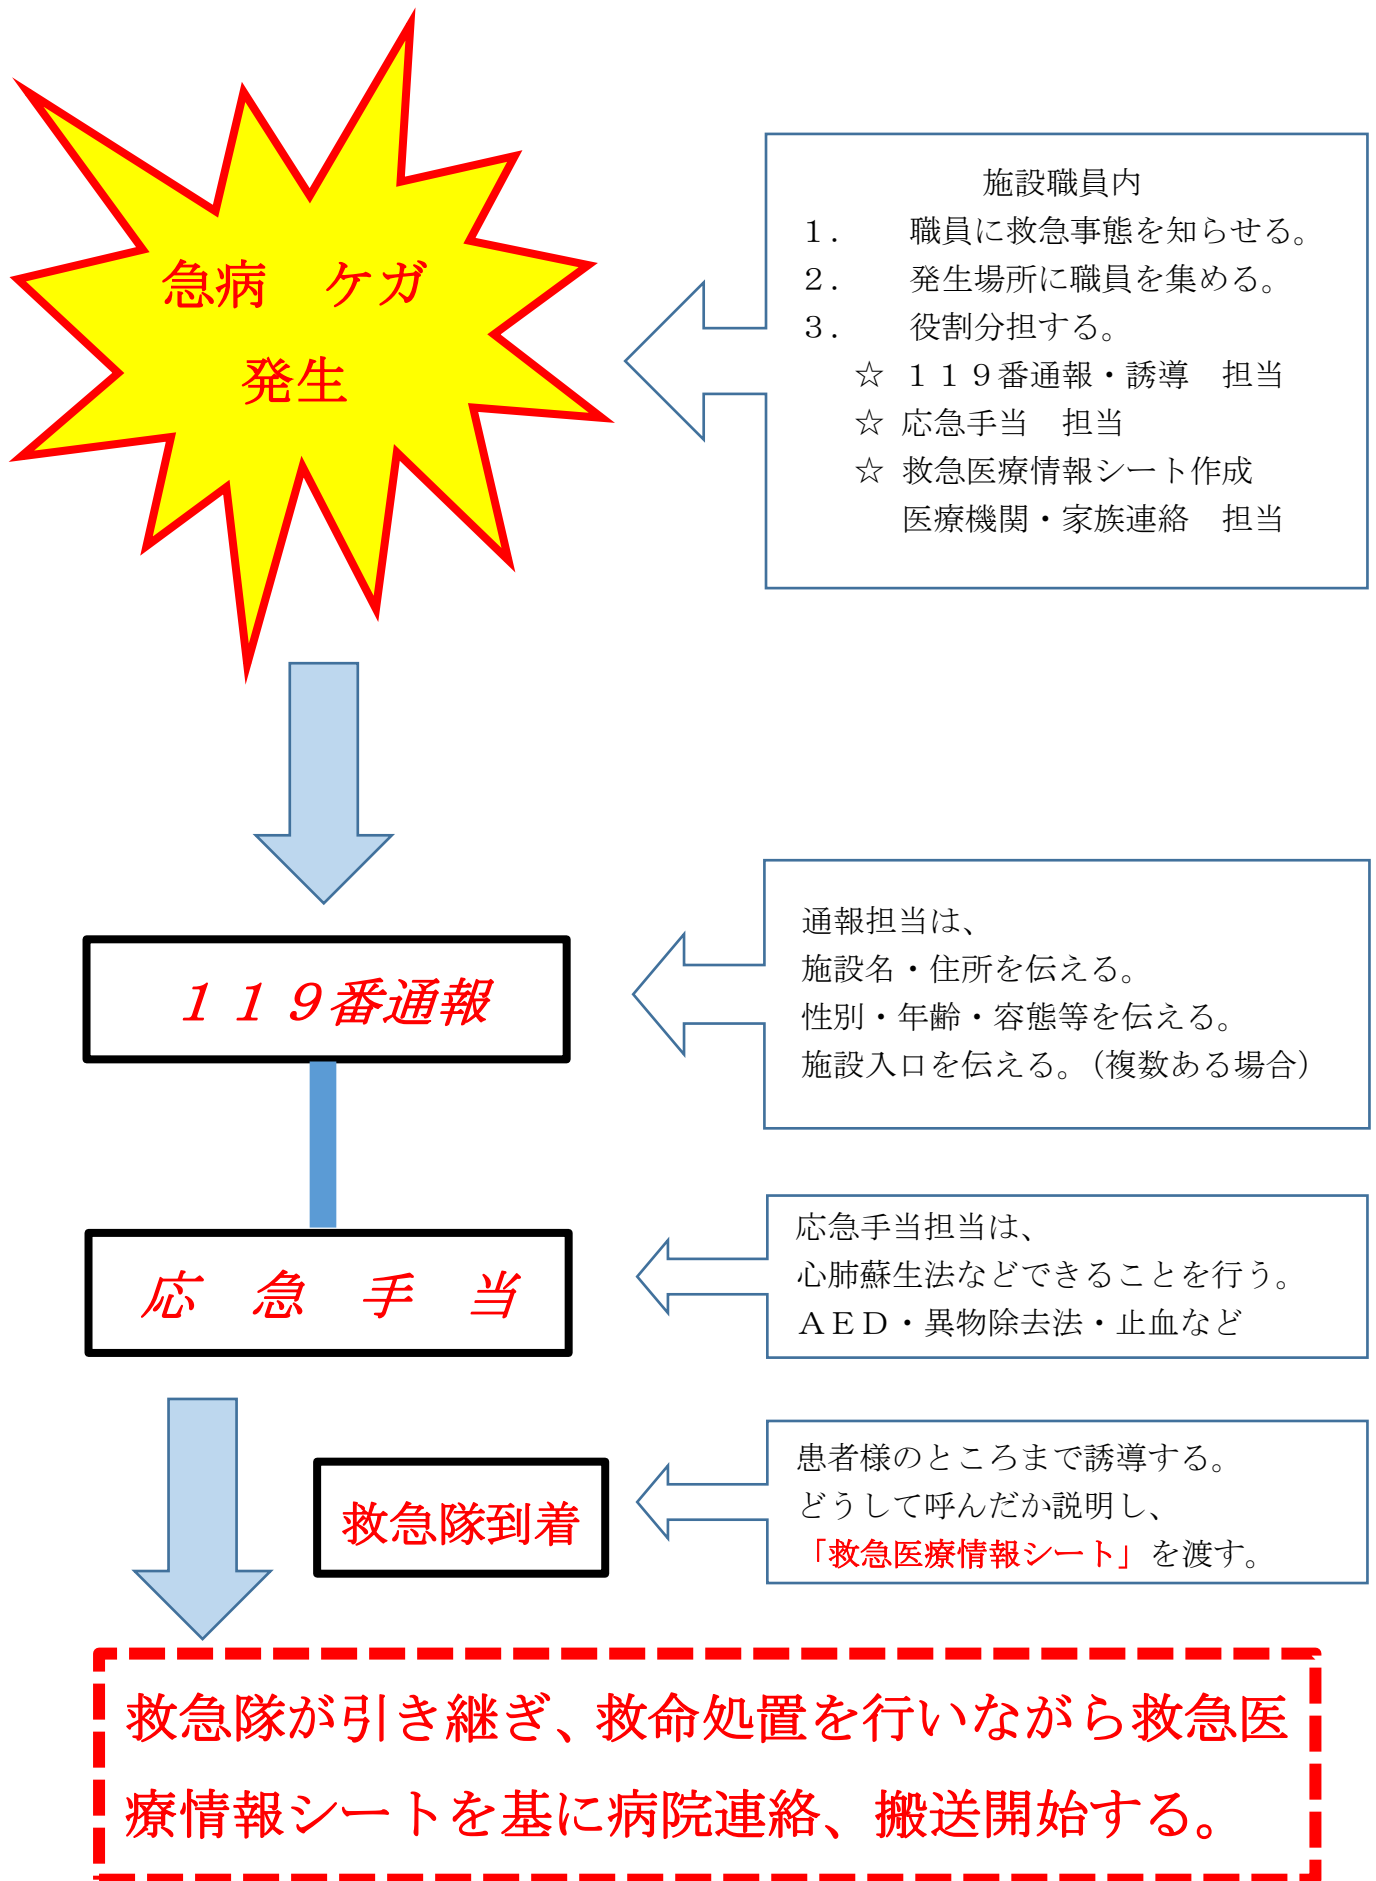 急病　ケガ
発生
施設職員内
１．　職員に救急事態を知らせる。
２．　発生場所に職員を集める。
３．　役割分担する。
☆ １１９番通報・誘導　担当
☆ 応急手当　担当
☆ 救急医療情報シート作成
医療機関・家族連絡　担当
１１９番通報
通報担当は、
施設名・住所を伝える。
性別・年齢・容態等を伝える。
施設入口を伝える。（複数ある場合）
応　急　手　当
応急手当担当は、
心肺蘇生法などできることを行う。
ＡＥＤ・異物除去法・止血など
救急隊到着
患者様のところまで誘導する。
どうして呼んだか説明し、
「救急医療情報シート」を渡す。
救急隊が引き継ぎ、救命処置を行いながら救急医
療情報シートを基に病院連絡、搬送開始する。